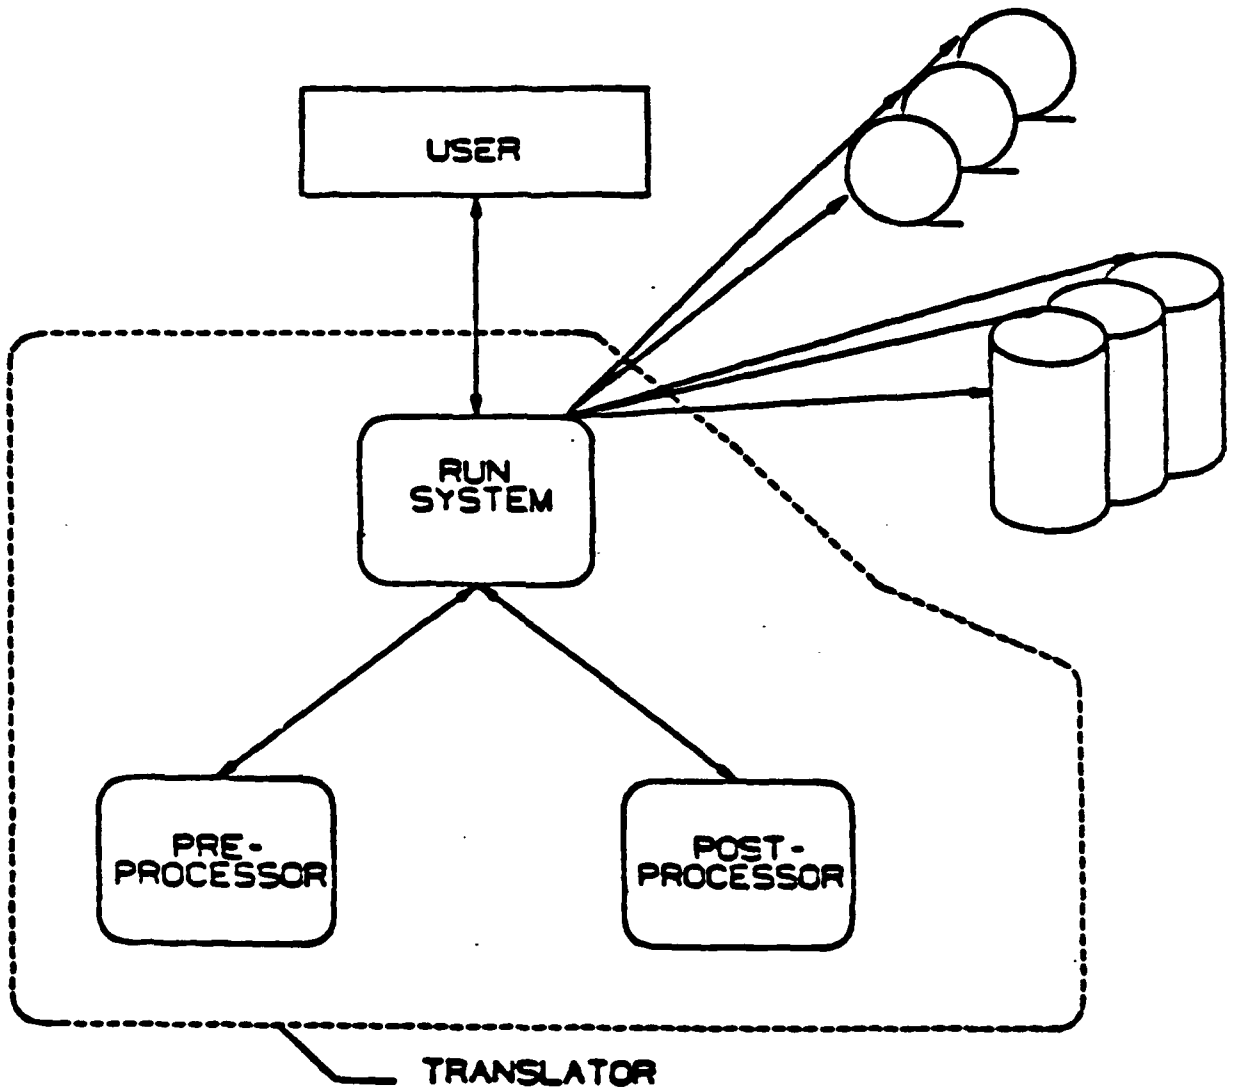 USER
RUN
SYSTEM
PRE-
PROCESSOR
POST-
PROCESSOR
TRANSLATOR